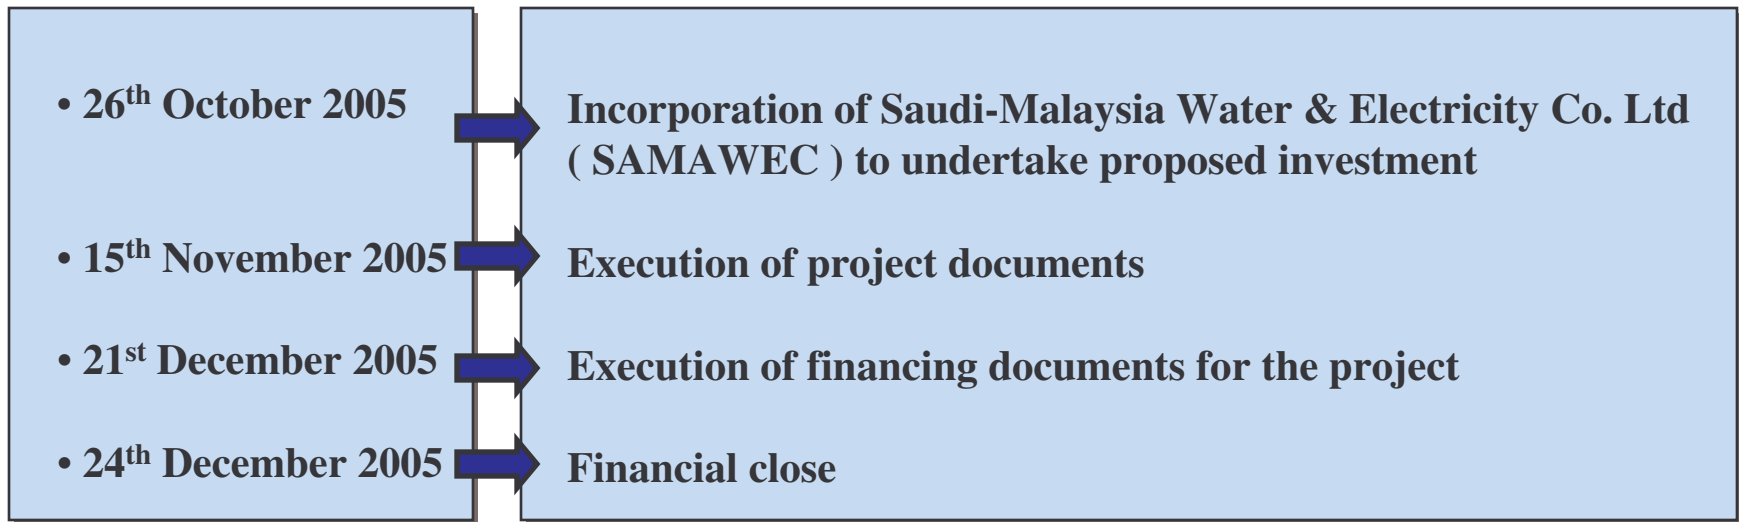 • 26th October 2005
Incorporation of Saudi-Malaysia Water & Electricity Co. Ltd
( SAMAWEC ) to undertake proposed investment
• 15th November 2005
Execution of project documents
• 21st December 2005
Execution of financing documents for the project
• 24th December 2005
Financial close